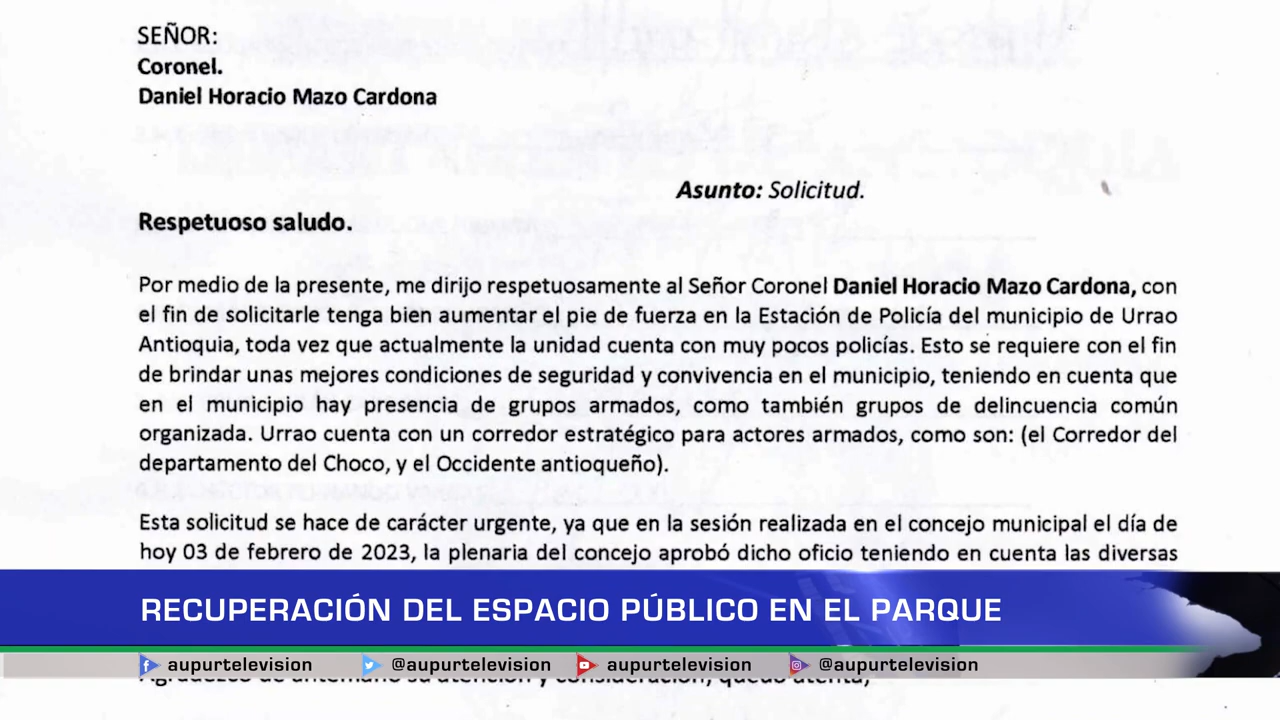 SEÑOR:
Coronel.
Daniel Horacio Mazo Cardona
Asunto: Solicitud.
Respetuoso saludo.
Por medio de la presente, me dirijo respetuosamente al Señor Coronel Daniel Horacio Mazo Cardona, con
el fin de solicitarle tenga bien aumentar el pie de fuerza en la Estación de Policía del municipio de Urrao
Antioquia, toda vez que actualmente la unidad cuenta con muy pocos policías. Esto se requiere con el fin
de brindar unas mejores condiciones de seguridad y convivencia en el municipio, teniendo en cuenta que
en el municipio hay presencia de grupos armados, como también grupos de delincuencia común
organizada. Urrao cuenta con un corredor estratégico para actores armados, como son: (el Corredor del
departamento del Choco, y el Occidente antioqueño).
Esta solicitud se hace de carácter urgente, ya que en la sesión realizada en el concejo municipal el día de
hoy 03 de febrero de 2023, la plenaria del concejo aprobó dicho oficio teniendo en cuenta las diversas
RECUPERACIÓN DEL ESPACIO PÚBLICO EN EL PARQUE
aupurtelevision @aupurtelevision aupurtelevision @aupurtelevision
Agradezco de antemano su atención y consideración, quedo atenta,